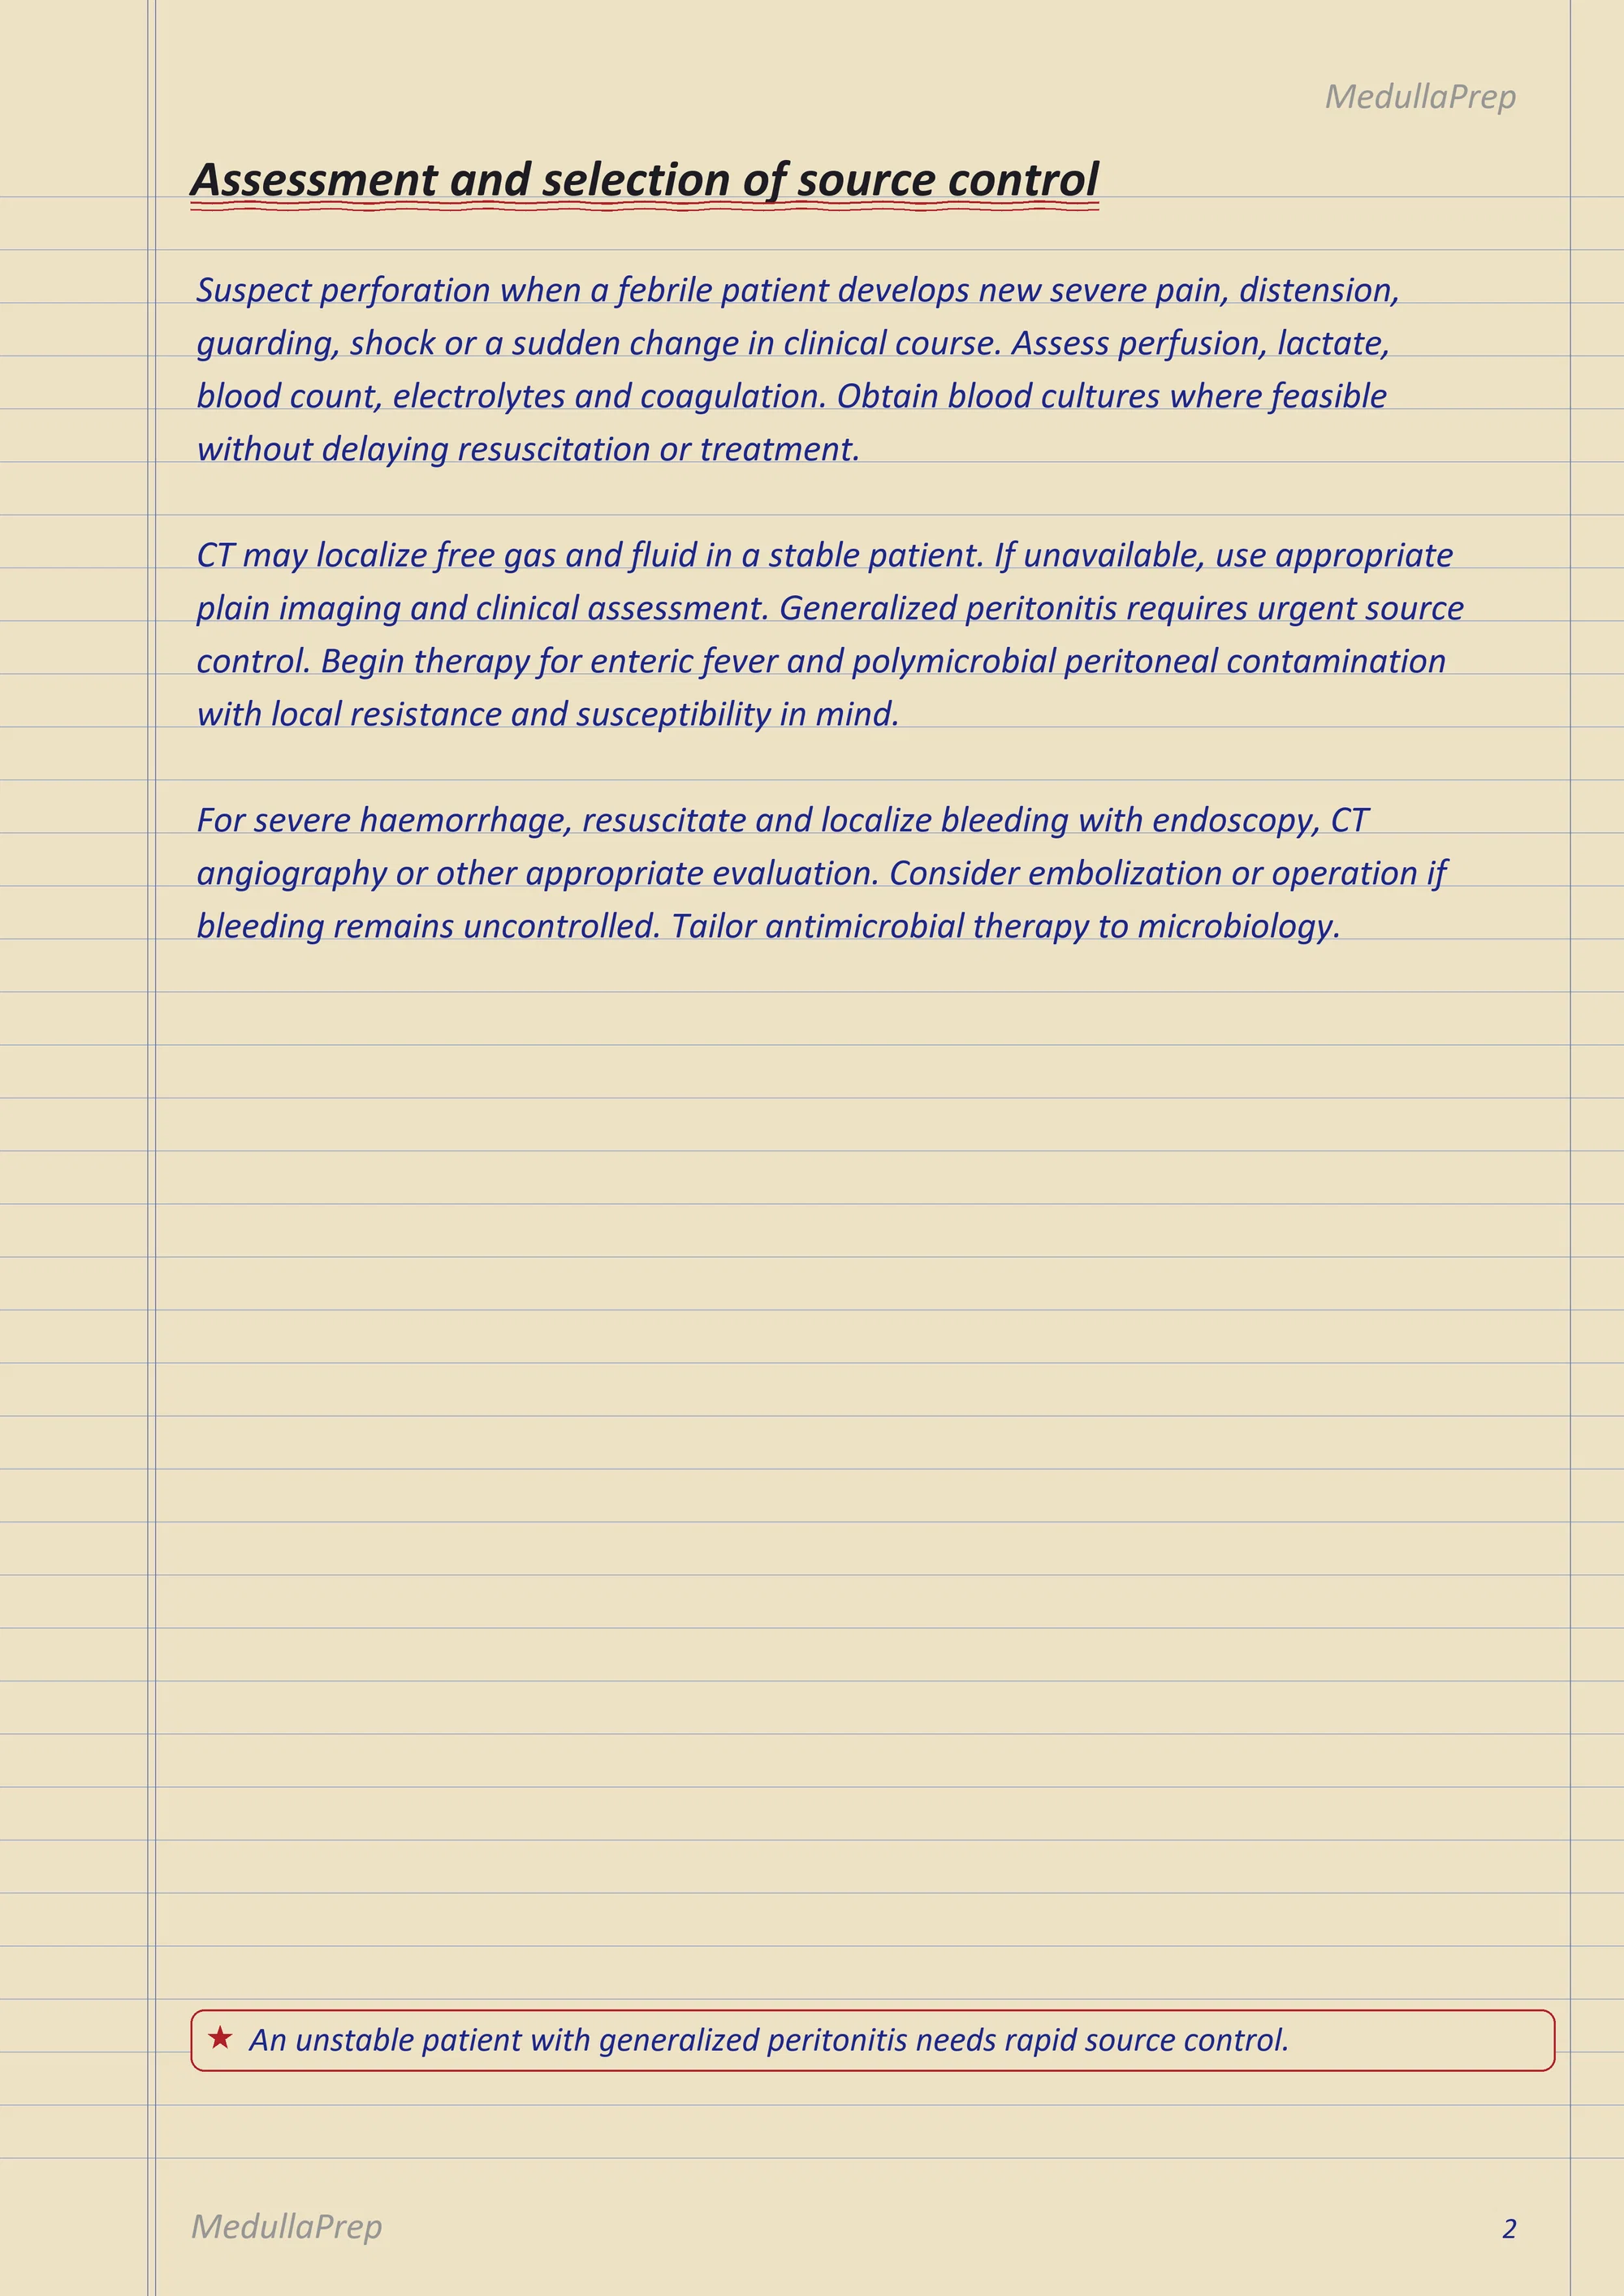 MedullaPrep
Assessment and selection of source control
Suspect perforation when a febrile patient develops new severe pain, distension,
guarding, shock or a sudden change in clinical course. Assess perfusion, lactate,
blood count, electrolytes and coagulation. Obtain blood cultures where feasible
without delaying resuscitation or treatment.
CT may localize free gas and fluid in a stable patient. If unavailable, use appropriate
plain imaging and clinical assessment. Generalized peritonitis requires urgent source
control. Begin therapy for enteric fever and polymicrobial peritoneal contamination
with local resistance and susceptibility in mind.
For severe haemorrhage, resuscitate and localize bleeding with endoscopy, CT
angiography or other appropriate evaluation. Consider embolization or operation if
bleeding remains uncontrolled. Tailor antimicrobial therapy to microbiology.
★ An unstable patient with generalized peritonitis needs rapid source control.
MedullaPrep
2